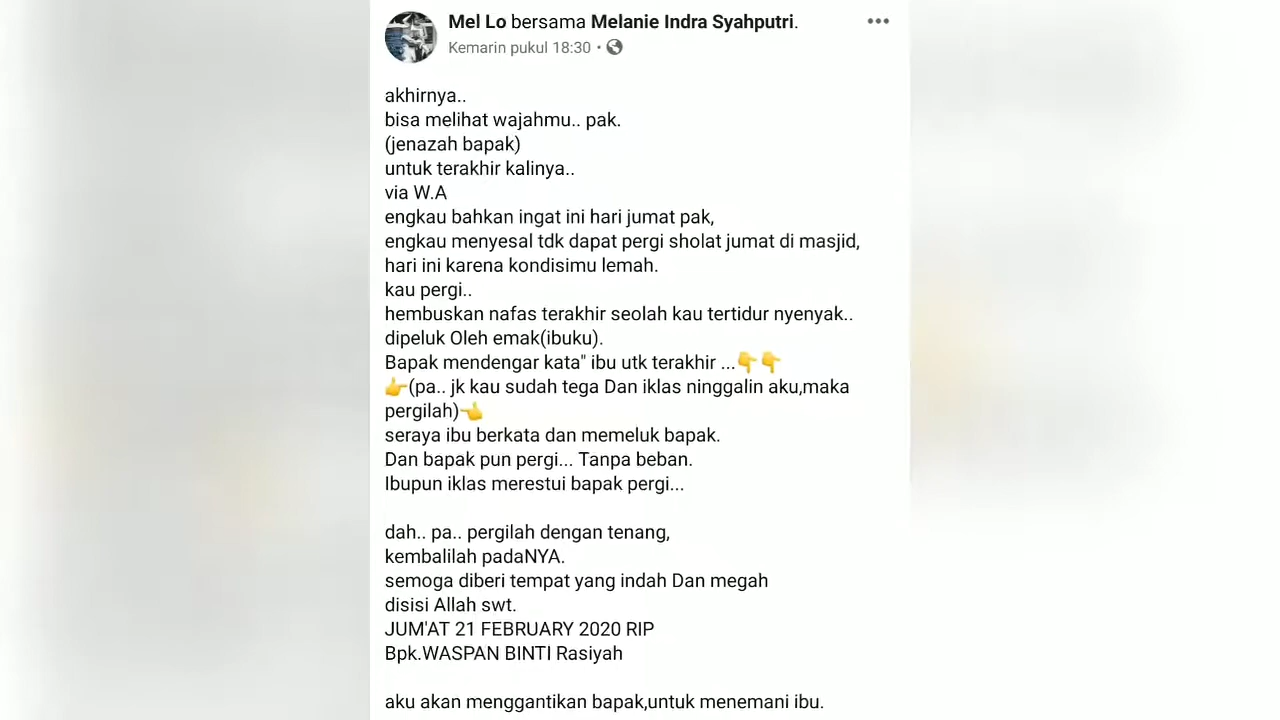 Mel Lo bersama Melanie Indra Syahputri.
Kemarin pukul 18:30 •
akhirnya..
bisa melihat wajahmu.. pak.
(jenazah bapak)
untuk terakhir kalinya..
via W.A
engkau bahkan ingat ini hari jumat pak,
engkau menyesal tdk dapat pergi sholat jumat di masjid,
hari ini karena kondisimu lemah.
kau pergi..
hembuskan nafas terakhir seolah kau tertidur nyenyak..
dipeluk Oleh emak(ibuku).
Bapak mendengar kata" ibu utk terakhir ...👇👇
👉(pa.. jk kau sudah tega Dan iklas ninggalin aku,maka
pergilah)👈
seraya ibu berkata dan memeluk bapak.
Dan bapak pun pergi... Tanpa beban.
Ibupun iklas merestui bapak pergi...
dah.. pa.. pergilah dengan tenang,
kembalilah padaNYA.
semoga diberi tempat yang indah Dan megah
disisi Allah swt.
JUM'AT 21 FEBRUARY 2020 RIP
Bpk.WASPAN BINTI Rasiyah
aku akan menggantikan bapak,untuk menemani ibu.